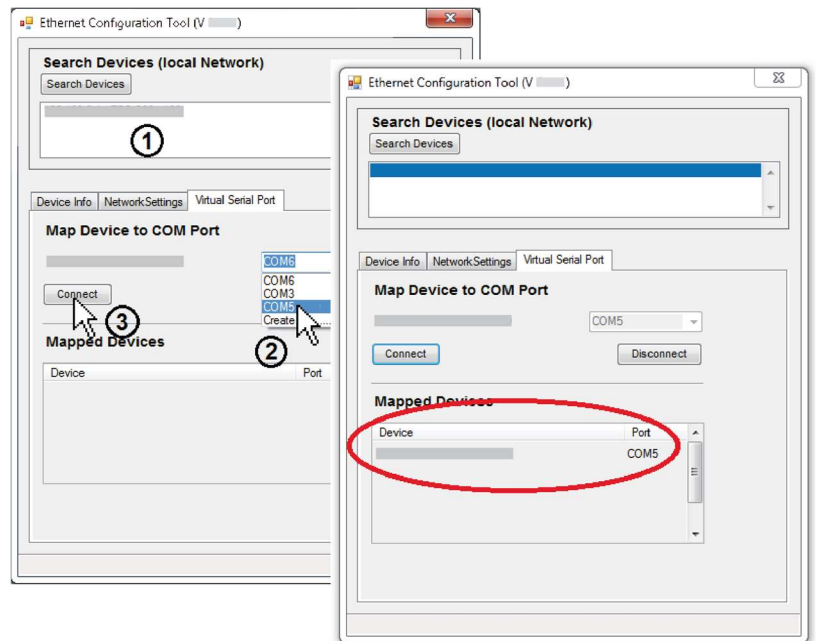 Ethernet Configuration Tool (V )
Search Devices (local Network)
Search Devices
1
Device Info NetworkSettings Virtual Serial Port
Map Device to COM Port
COM6
COM6
COM3
COM5
Create ...
Connect
3
2
Mapped Devices
Device Port
Ethernet Configuration Tool (V )
Search Devices (local Network)
Search Devices
Device Info NetworkSettings Virtual Serial Port
Map Device to COM Port
COM5
Connect Disconnect
Mapped Devices
Device Port
COM5